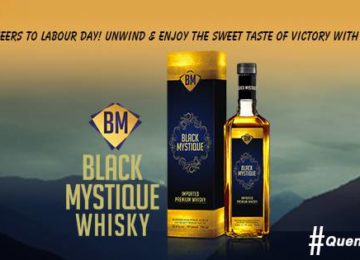 EERS TO LABOUR DAY! UNWIND & ENJOY THE SWEET TASTE OF VICTORY WITH
BM
BLACK
MYSTIQUE
WHISKY
BM
BLACK
MYSTIQUE
IMPORTED
PREMIUM WHISKY
BLACK
MYSTIQUE
#Quen